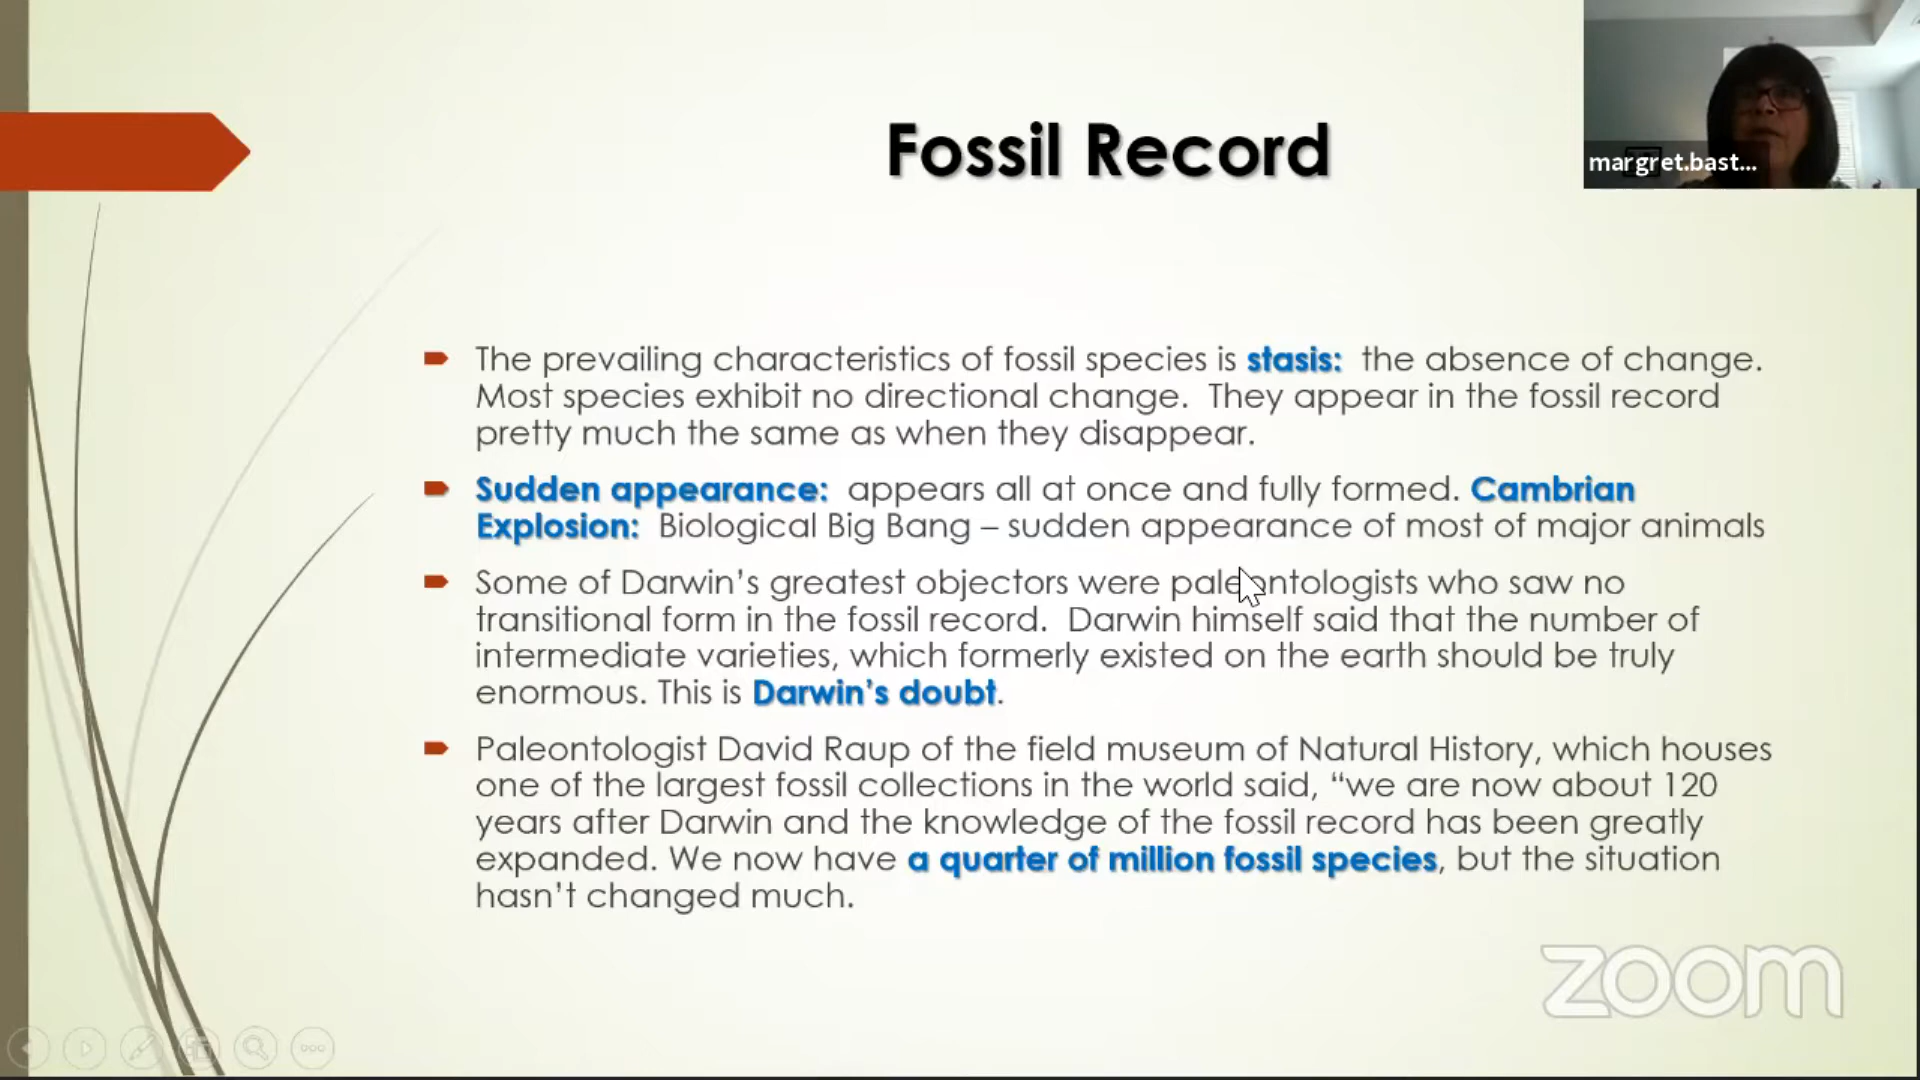 Fossil Record
margret.bast...
The prevailing characteristics of fossil species is stasis: the absence of change.
Most species exhibit no directional change. They appear in the fossil record
pretty much the same as when they disappear.
Sudden appearance: appears all at once and fully formed. Cambrian
Explosion: Biological Big Bang – sudden appearance of most of major animals
Some of Darwin's greatest objectors were paleontologists who saw no
transitional form in the fossil record. Darwin himself said that the number of
intermediate varieties, which formerly existed on the earth should be truly
enormous. This is Darwin's doubt.
Paleontologist David Raup of the field museum of Natural History, which houses
one of the largest fossil collections in the world said, “we are now about 120
years after Darwin and the knowledge of the fossil record has been greatly
expanded. We now have a quarter of million fossil species, but the situation
hasn't changed much.
zoom